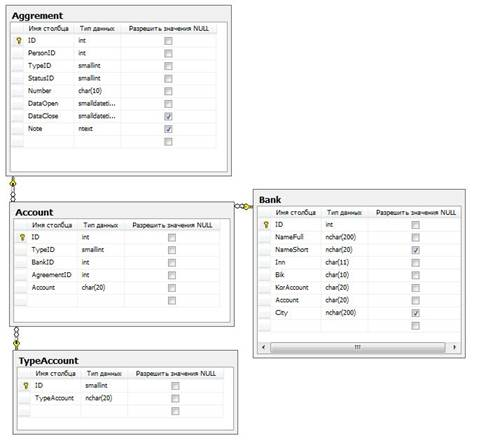 Aggrement
Имя столбца Тип данных Разрешить значения NULL
ID int
PersonID int
TypeID smallint
StatusID smallint
Number char(10)
DataOpen smalldateti...
DataClose smalldateti...
Note ntext
Account
Имя столбца Тип данных Разрешить значения NULL
ID int
TypeID smallint
BankID int
AgreementID int
Account char(20)
Bank
Имя столбца Тип данных Разрешить значения NULL
ID int
NameFull nchar(200)
NameShort nchar(20)
Inn char(11)
Bik char(10)
KorAccount char(20)
Account char(20)
City nchar(200)
TypeAccount
Имя столбца Тип данных Разрешить значения NULL
ID smallint
TypeAccount nchar(20)